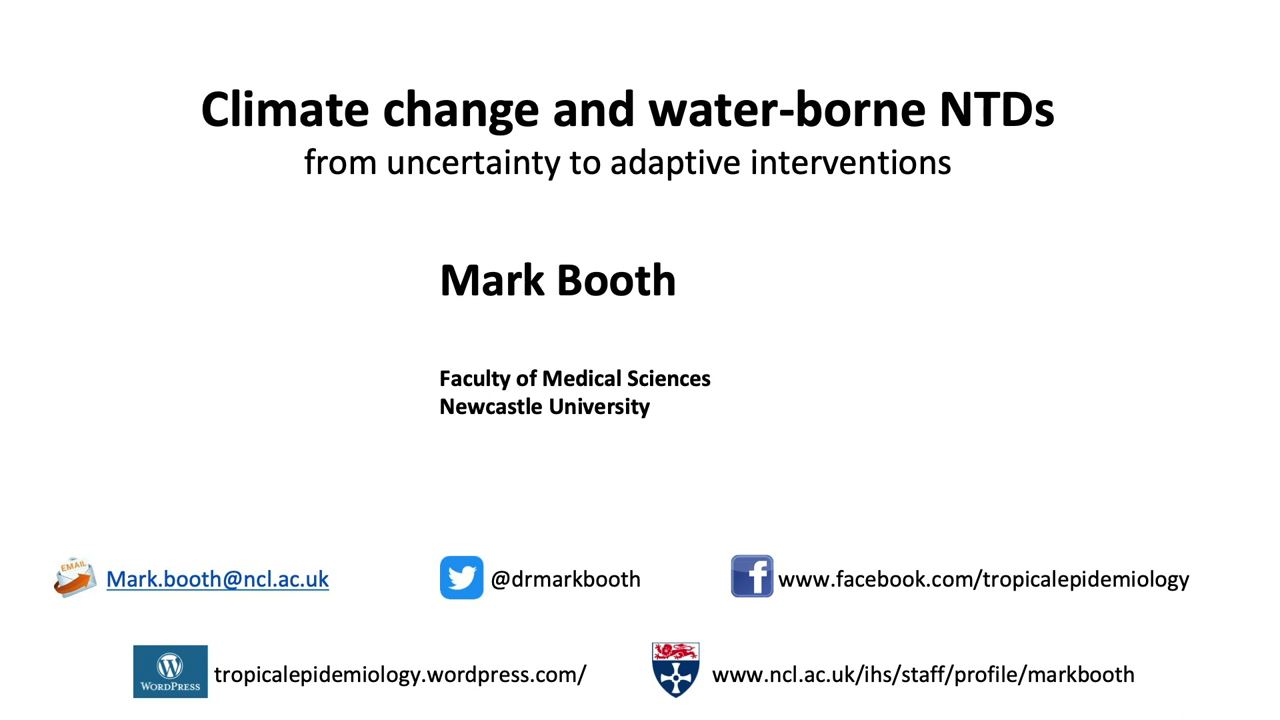 Climate change and water-borne NTDs
from uncertainty to adaptive interventions
Mark Booth
Faculty of Medical Sciences
Newcastle University
EMAIL
Mark.booth@ncl.ac.uk
@drmarkbooth
www.facebook.com/tropicalepidemiology
WORDPRESS
tropicalepidemiology.wordpress.com/
www.ncl.ac.uk/ihs/staff/profile/markbooth